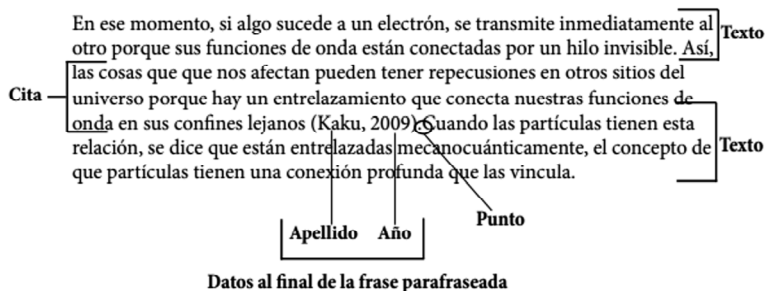 En ese momento, si algo sucede a un electrón, se transmite inmediatamente al
otro porque sus funciones de onda están conectadas por un hilo invisible. Así,
Texto
las cosas que que nos afectan pueden tener repecusiones en otros sitios del
Cita
universo porque hay un entrelazamiento que conecta nuestras funciones de
onda en sus confines lejanos (Kaku, 2009). Cuando las partículas tienen esta
relación, se dice que están entrelazadas mecanocuánticamente, el concepto de
Texto
que partículas tienen una conexión profunda que las vincula.
Punto
Apellido Año
Datos al final de la frase parafraseada